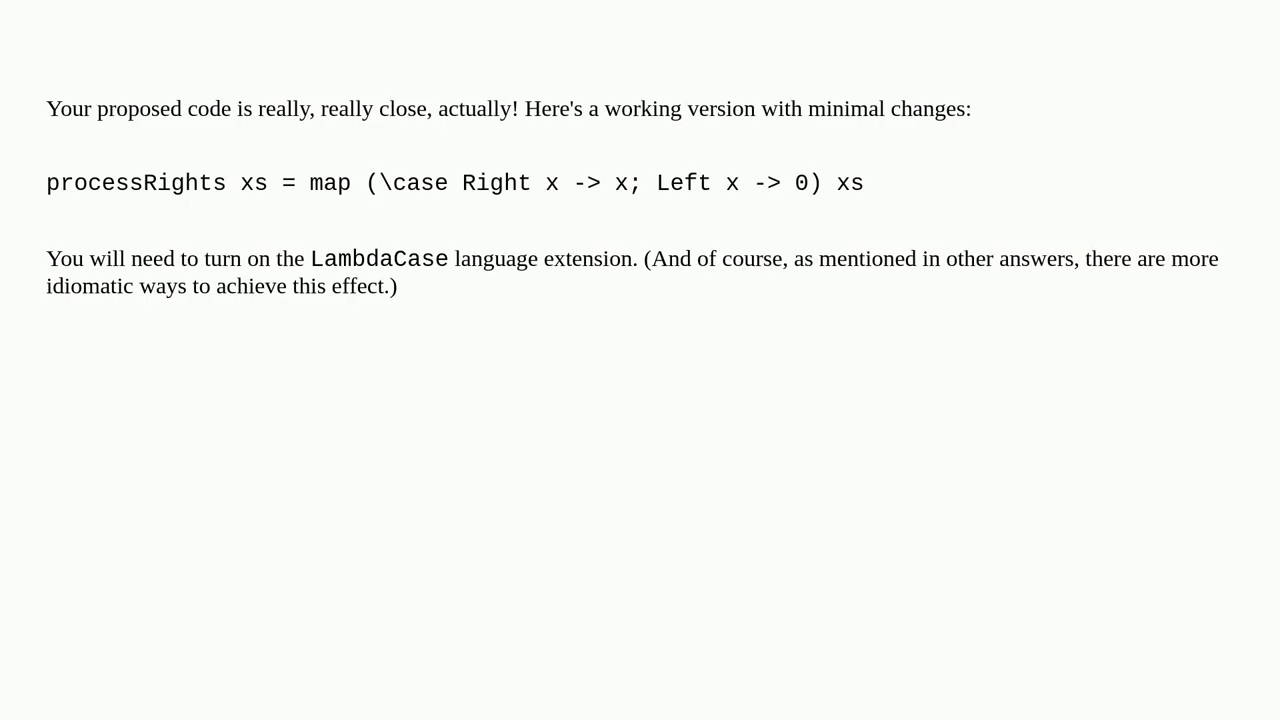 Your proposed code is really, really close, actually! Here's a working version with minimal changes:
processRights xs = map (\case Right x -> x; Left x -> 0) xs
You will need to turn on the LambdaCase language extension. (And of course, as mentioned in other answers, there are more
idiomatic ways to achieve this effect.)